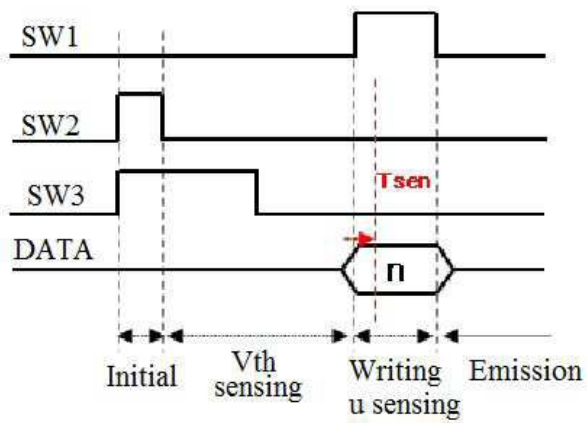 SW1
SW2
SW3
Tsen
DATA
n
Initial
Vth
sensing
Writing
u sensing
Emission